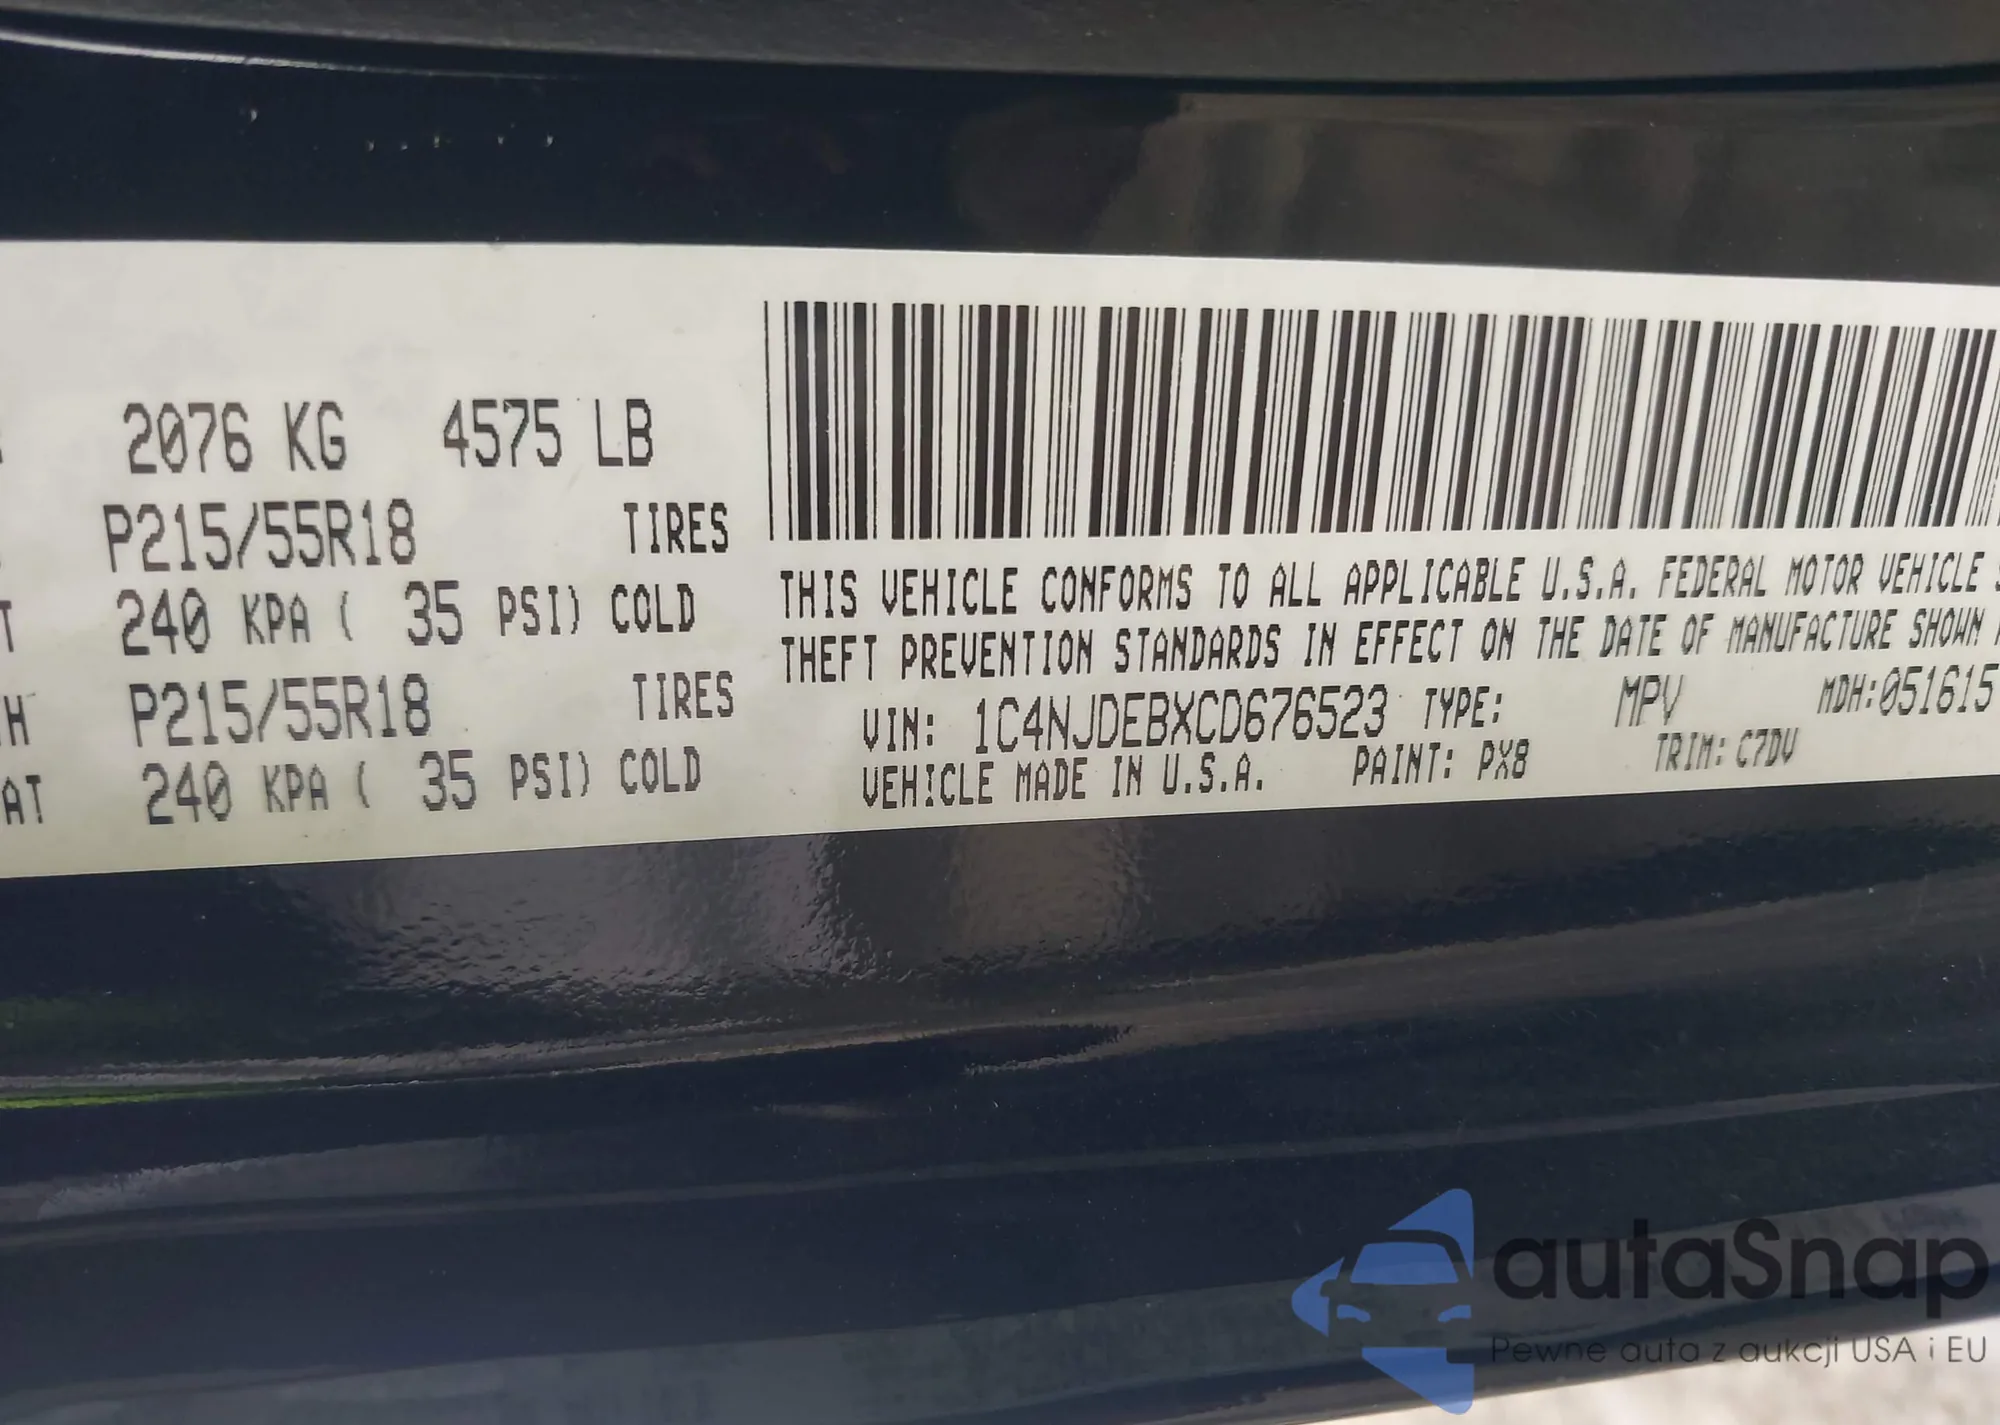 2076 KG 4575 LB
P215/55R18 TIRES
T 240 KPA ( 35 PSI) COLD
H P215/55R18 TIRES
AT 240 KPA ( 35 PSI) COLD
THIS VEHICLE CONFORMS TO ALL APPLICABLE U.S.A. FEDERAL MOTOR VEHICLE S
THEFT PREVENTION STANDARDS IN EFFECT ON THE DATE OF MANUFACTURE SHOWN
VIN: 1C4NJDEBXCD676523 TYPE: MPV MDH:051615
VEHICLE MADE IN U.S.A. PAINT: PX8 TRIM: C7DV
autaSnap
Pewne auta z aukcji USA i EU